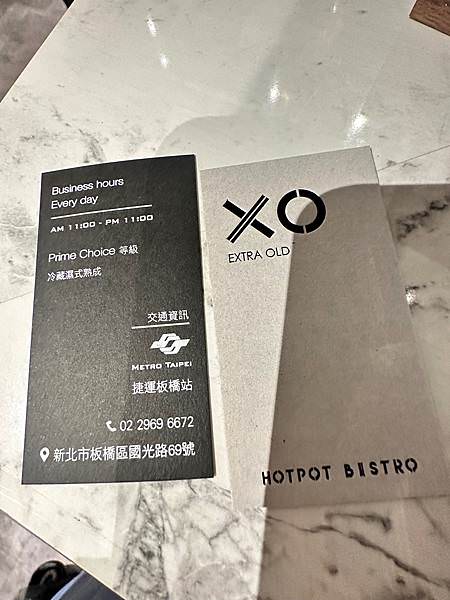 Business hours
Every day
AM 11:00 - PM 11:00
Prime Choice 等級
冷藏濕式熟成
交通資訊
METRO TAIPEI
捷運板橋站
02 2969 6672
新北市板橋區國光路69號
XO
EXTRA OLD
HOTPOT BISTRO